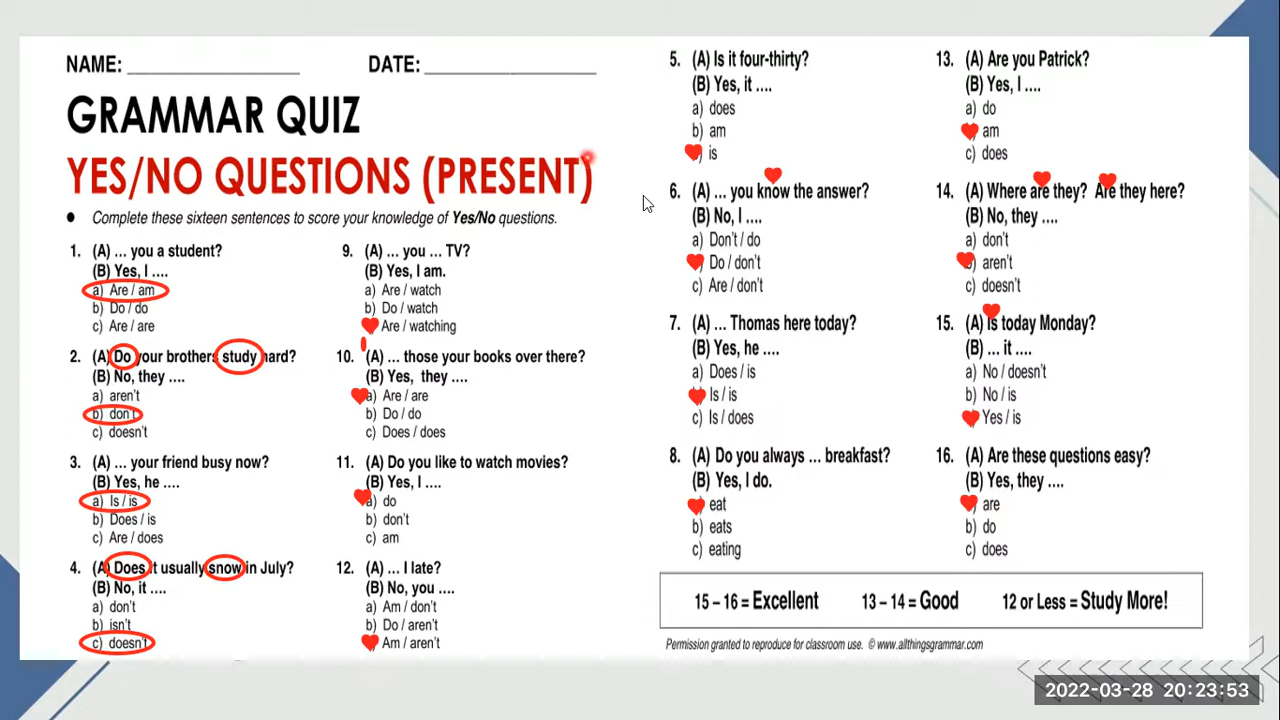 NAME: ________________
DATE: ________________
GRAMMAR QUIZ
YES/NO QUESTIONS (PRESENT)
● Complete these sixteen sentences to score your knowledge of Yes/No questions.
1. (A) … you a student?
(B) Yes, I ….
a) Are / am
b) Do / do
c) Are / are
2. (A) Do your brothers study hard?
(B) No, they ….
a) aren't
b) don't
c) doesn't
3. (A) … your friend busy now?
(B) Yes, he ….
a) Is / is
b) Does / is
c) Are / does
4. (A) Does it usually snow in July?
(B) No, it ….
a) don't
b) isn't
c) doesn't
9. (A) … you … TV?
(B) Yes, I am.
a) Are / watch
b) Do / watch
Are / watching
10. (A) … those your books over there?
(B) Yes, they ….
a) Are / are
b) Do / do
c) Does / does
11. (A) Do you like to watch movies?
(B) Yes, I ….
a) do
b) don't
c) am
12. (A) … I late?
(B) No, you ….
a) Am / don't
b) Do / aren't
Am / aren't
5. (A) Is it four-thirty?
(B) Yes, it ….
a) does
b) am
) is
6. (A) … you know the answer?
(B) No, I ….
a) Don't / do
) Do / don't
c) Are / don't
7. (A) … Thomas here today?
(B) Yes, he ….
a) Does / is
) Is / is
c) Is / does
8. (A) Do you always … breakfast?
(B) Yes, I do.
) eat
b) eats
c) eating
13. (A) Are you Patrick?
(B) Yes, I ….
a) do
am
c) does
14. (A) Where are they? Are they here?
(B) No, they ….
a) don't
) aren't
c) doesn't
15. (A) Is today Monday?
(B) … it ….
a) No / doesn't
b) No / is
) Yes / is
16. (A) Are these questions easy?
(B) Yes, they ….
) are
b) do
c) does
15 – 16 = Excellent 13 – 14 = Good 12 or Less = Study More!
Permission granted to reproduce for classroom use. © www.allthingsgrammar.com
2022-03-28 20:23:53